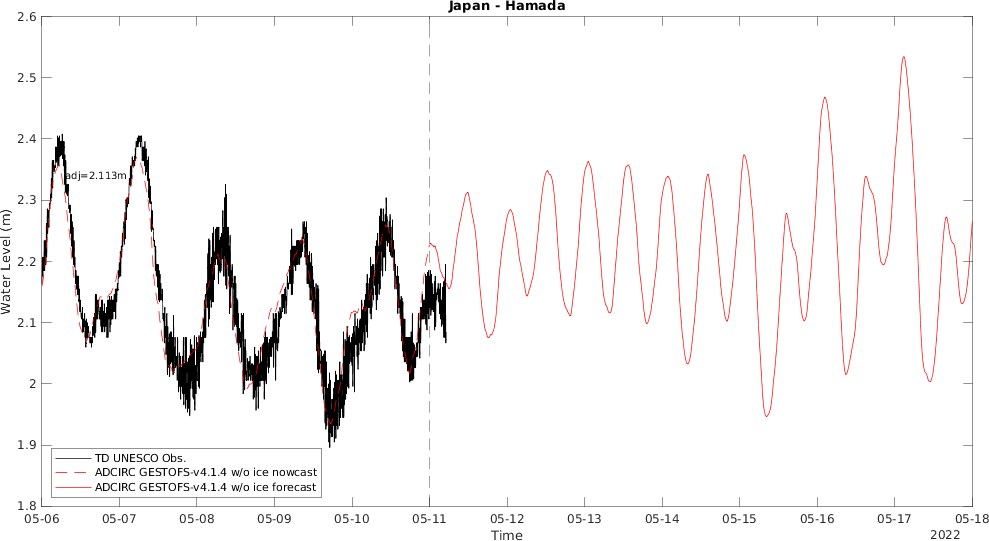 Japan - Hamada
2.6
2.5
2.4
2.3
2.2
2.1
2
1.9
1.8
Water Level (m)
adj=2.113m
TD UNESCO Obs.
ADCIRC GESTOFS-v4.1.4 w/o ice nowcast
ADCIRC GESTOFS-v4.1.4 w/o ice forecast
05-06 05-07 05-08 05-09 05-10 05-11 05-12 05-13 05-14 05-15 05-16 05-17 05-18
Time
2022